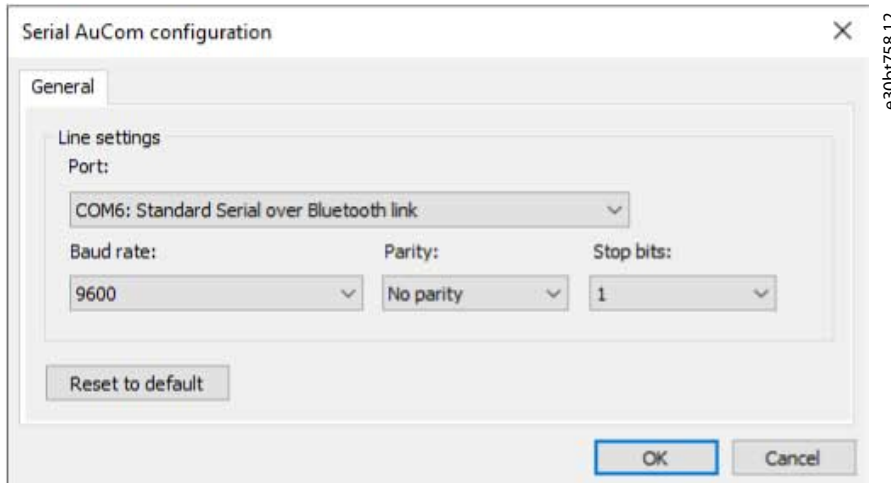 Serial AuCom configuration
General
Line settings
Port:
COM6: Standard Serial over Bluetooth link
Baud rate: Parity: Stop bits:
9600 No parity 1
Reset to default
OK Cancel
e30bt758.12